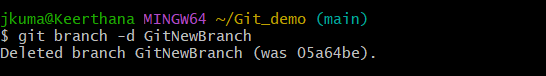 jkuma@Keerthana MINGW64 ~/Git_demo (main)
$ git branch -d GitNewBranch
Deleted branch GitNewBranch (was 05a64be).